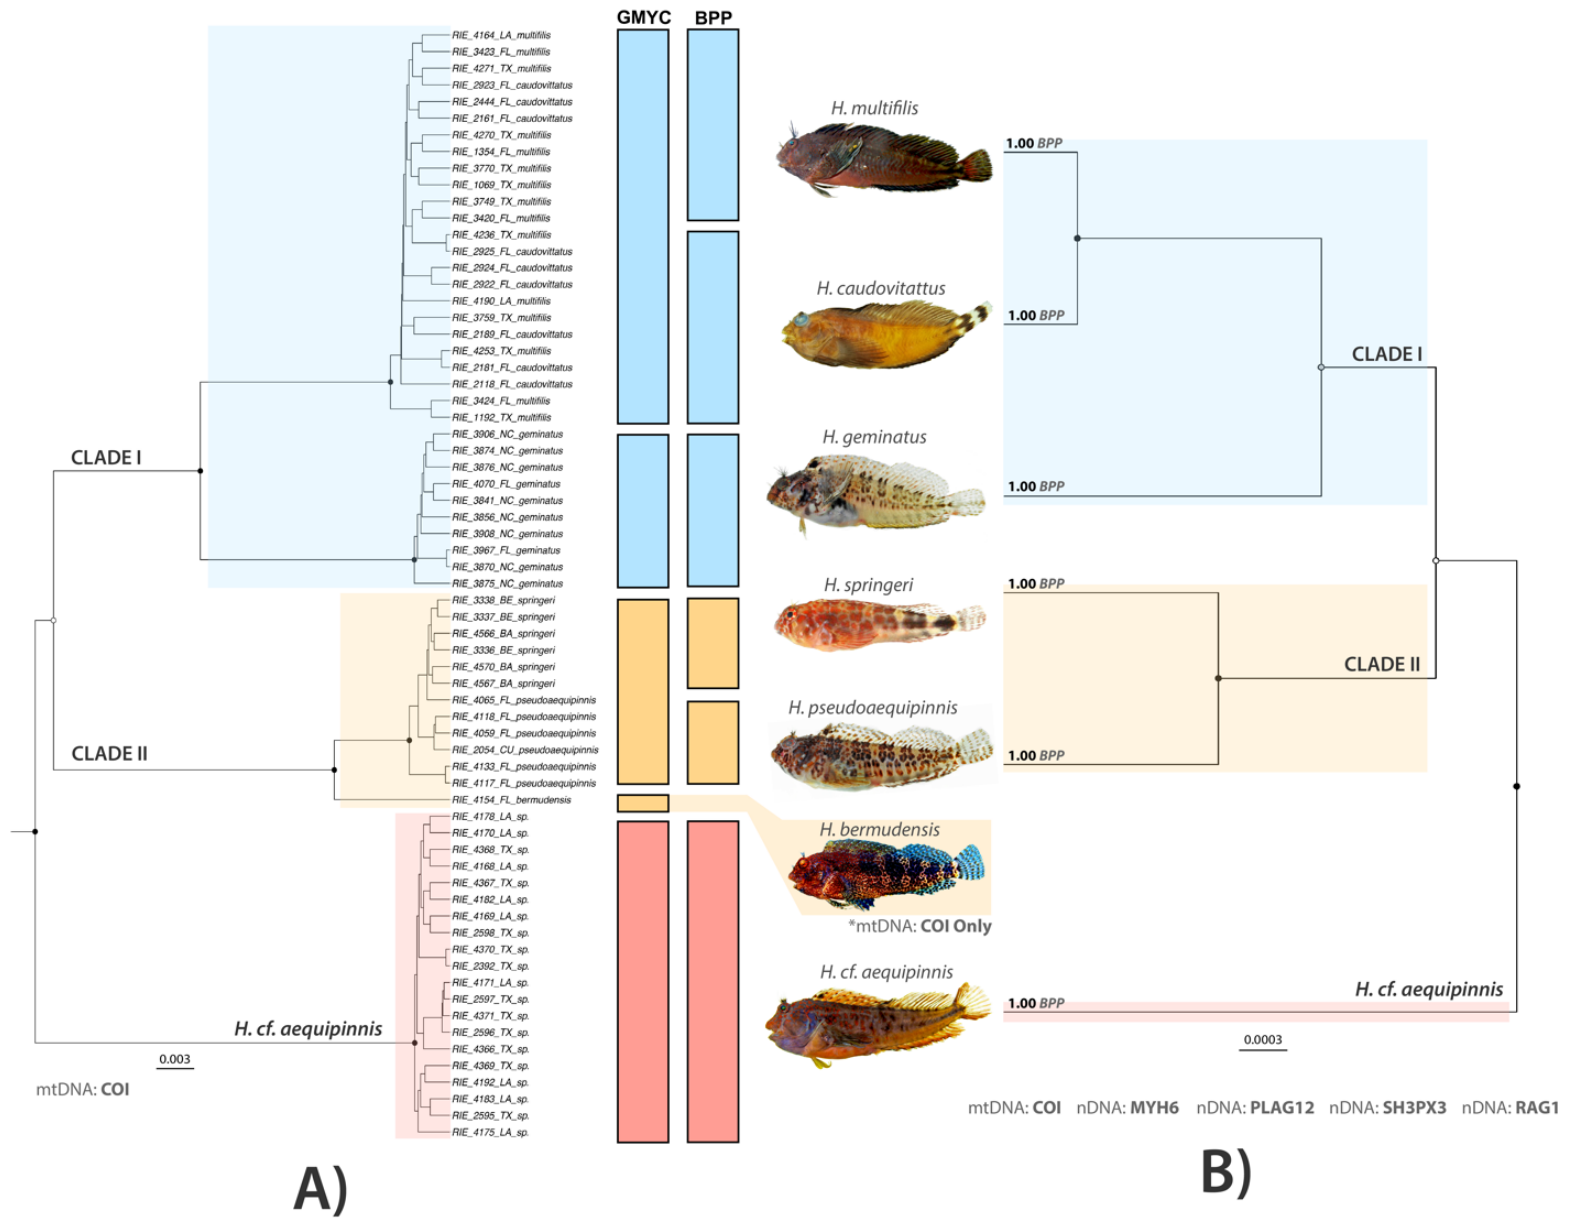 GMYC BPP
RIE_4164_LA_multifilis
RIE_3423_FL_multifilis
RIE_4271_TX_multifilis
RIE_2923_FL_caudovittatus
RIE_2444_FL_caudovittatus
RIE_2161_FL_caudovittatus
RIE_4270_TX_multifilis
RIE_1354_FL_multifilis
RIE_3770_TX_multifilis
RIE_1069_TX_multifilis
RIE_3749_TX_multifilis
RIE_3420_FL_multifilis
RIE_4236_TX_multifilis
RIE_2925_FL_caudovittatus
RIE_2924_FL_caudovittatus
RIE_2922_FL_caudovittatus
RIE_4190_LA_multifilis
RIE_3759_TX_multifilis
RIE_2189_FL_caudovittatus
RIE_4253_TX_multifilis
RIE_2181_FL_caudovittatus
RIE_2118_FL_caudovittatus
RIE_3424_FL_multifilis
RIE_1192_TX_multifilis
RIE_3906_NC_geminatus
RIE_3874_NC_geminatus
RIE_3876_NC_geminatus
RIE_4070_FL_geminatus
RIE_3841_NC_geminatus
RIE_3856_NC_geminatus
RIE_3908_NC_geminatus
RIE_3967_FL_geminatus
RIE_3870_NC_geminatus
RIE_3875_NC_geminatus
RIE_3338_BE_springeri
RIE_3337_BE_springeri
RIE_4566_BA_springeri
RIE_3336_BE_springeri
RIE_4570_BA_springeri
RIE_4567_BA_springeri
RIE_4065_FL_pseudoaequipinnis
RIE_4118_FL_pseudoaequipinnis
RIE_4059_FL_pseudoaequipinnis
RIE_2054_CU_pseudoaequipinnis
RIE_4133_FL_pseudoaequipinnis
RIE_4117_FL_pseudoaequipinnis
RIE_4154_FL_bermudensis
RIE_4178_LA_sp.
RIE_4170_LA_sp.
RIE_4368_TX_sp.
RIE_4168_LA_sp.
RIE_4367_TX_sp.
RIE_4182_LA_sp.
RIE_4169_LA_sp.
RIE_2598_TX_sp.
RIE_4370_TX_sp.
RIE_2392_TX_sp.
RIE_4171_LA_sp.
RIE_2597_TX_sp.
RIE_4371_TX_sp.
RIE_2596_TX_sp.
RIE_4366_TX_sp.
RIE_4369_TX_sp.
RIE_4192_LA_sp.
RIE_4183_LA_sp.
RIE_2595_TX_sp.
RIE_4175_LA_sp.
CLADE I
CLADE II
H. cf. aequipinnis
0.003
mtDNA: COI
A)
H. multifilis
H. caudovitattus
H. geminatus
H. springeri
H. pseudoaequipinnis
H. bermudensis
*mtDNA: COI Only
H. cf. aequipinnis
1.00 BPP
1.00 BPP
CLADE I
1.00 BPP
1.00 BPP
CLADE II
1.00 BPP
H. cf. aequipinnis
1.00 BPP
0.0003
mtDNA: COI nDNA: MYH6 nDNA: PLAG12 nDNA: SH3PX3 nDNA: RAG1
B)